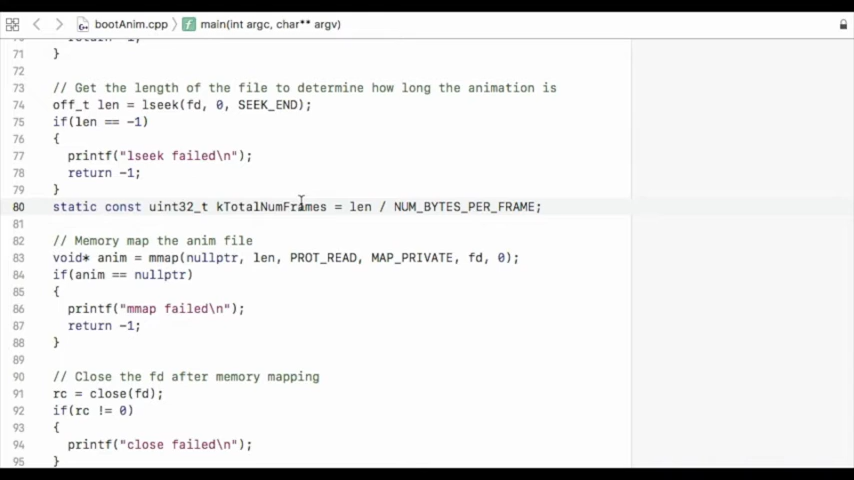 bootAnim.cpp main(int argc, char** argv)
71 }
72
73 // Get the length of the file to determine how long the animation is
74 off_t len = lseek(fd, 0, SEEK_END);
75 if(len == -1)
76 {
77 printf("lseek failed\n");
78 return -1;
79 }
80 static const uint32_t kTotalNumFrames = len / NUM_BYTES_PER_FRAME;
81
82 // Memory map the anim file
83 void* anim = mmap(nullptr, len, PROT_READ, MAP_PRIVATE, fd, 0);
84 if(anim == nullptr)
85 {
86 printf("mmap failed\n");
87 return -1;
88 }
89
90 // Close the fd after memory mapping
91 rc = close(fd);
92 if(rc != 0)
93 {
94 printf("close failed\n");
95 }